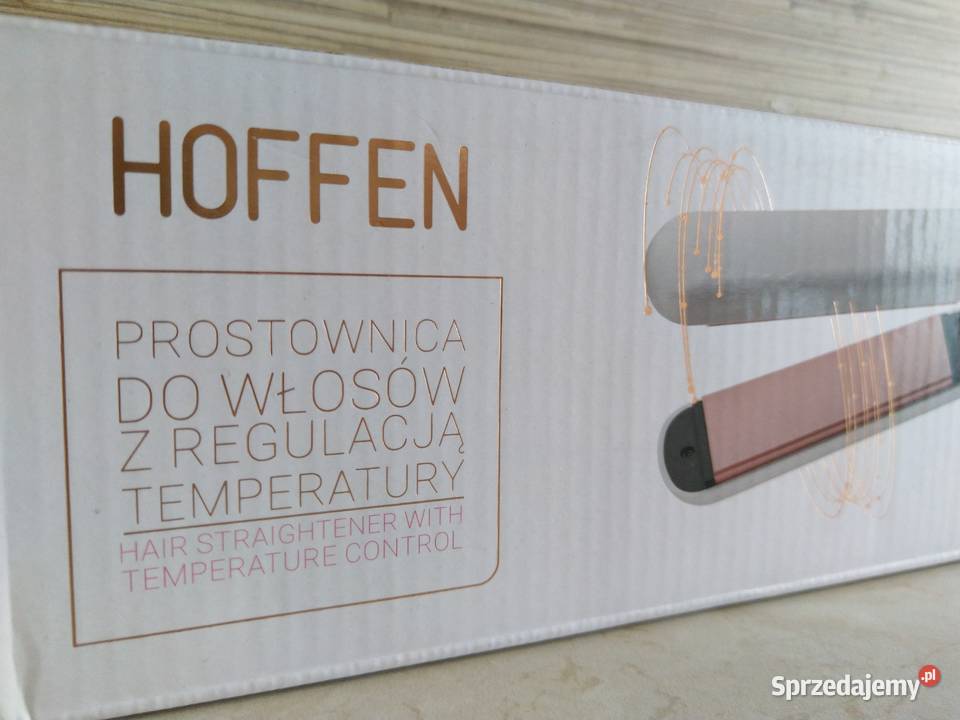 HOFFEN
PROSTOWNICA
DO WŁOSÓW
Z REGULACJĄ
TEMPERATURY
HAIR STRAIGHTENER WITH
TEMPERATURE CONTROL
Sprzedajemy.pl